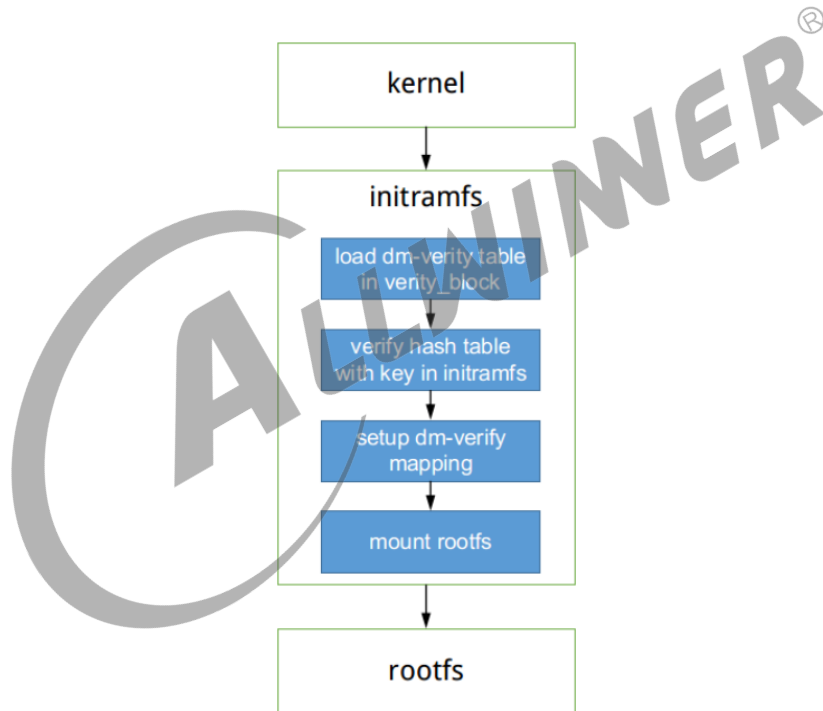 kernel
initramfs
load dm-verity table
in verity_block
verify hash table
with key in initramfs
setup dm-verify
mapping
mount rootfs
rootfs
ALLWINNER®